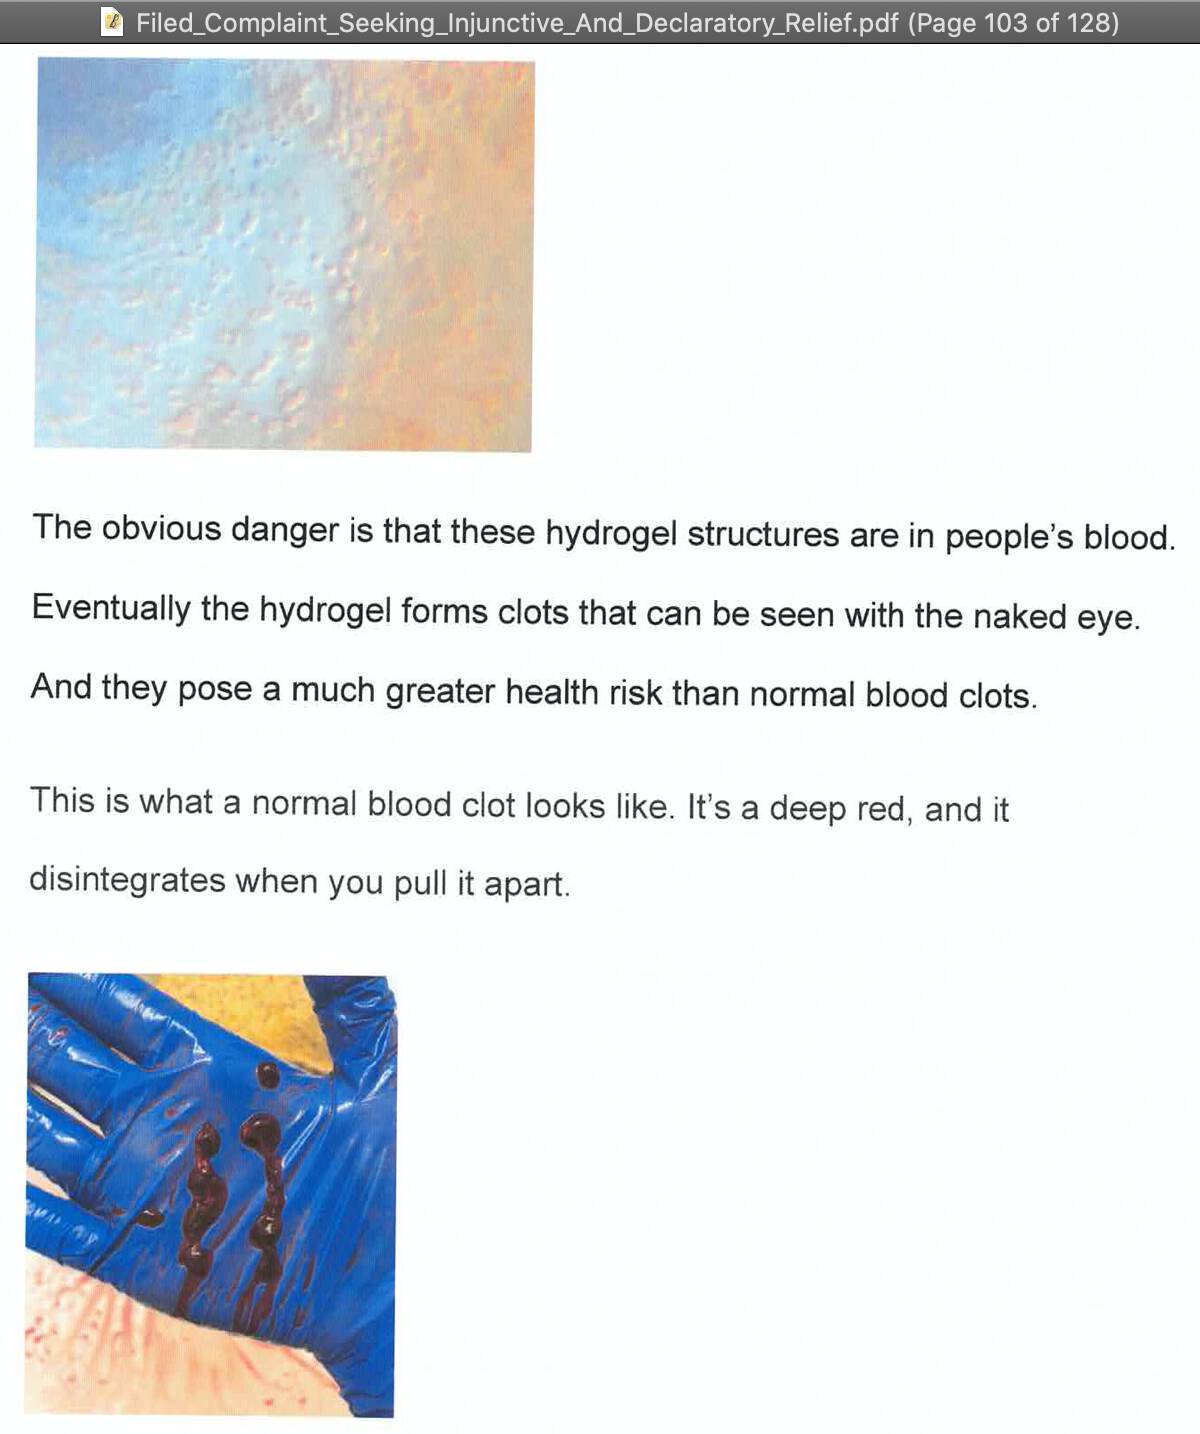 Filed_Complaint_Seeking_Injunctive_And_Declaratory_Relief.pdf (Page 103 of 128)
The obvious danger is that these hydrogel structures are in people's blood.
Eventually the hydrogel forms clots that can be seen with the naked eye.
And they pose a much greater health risk than normal blood clots.
This is what a normal blood clot looks like. It's a deep red, and it
disintegrates when you pull it apart.